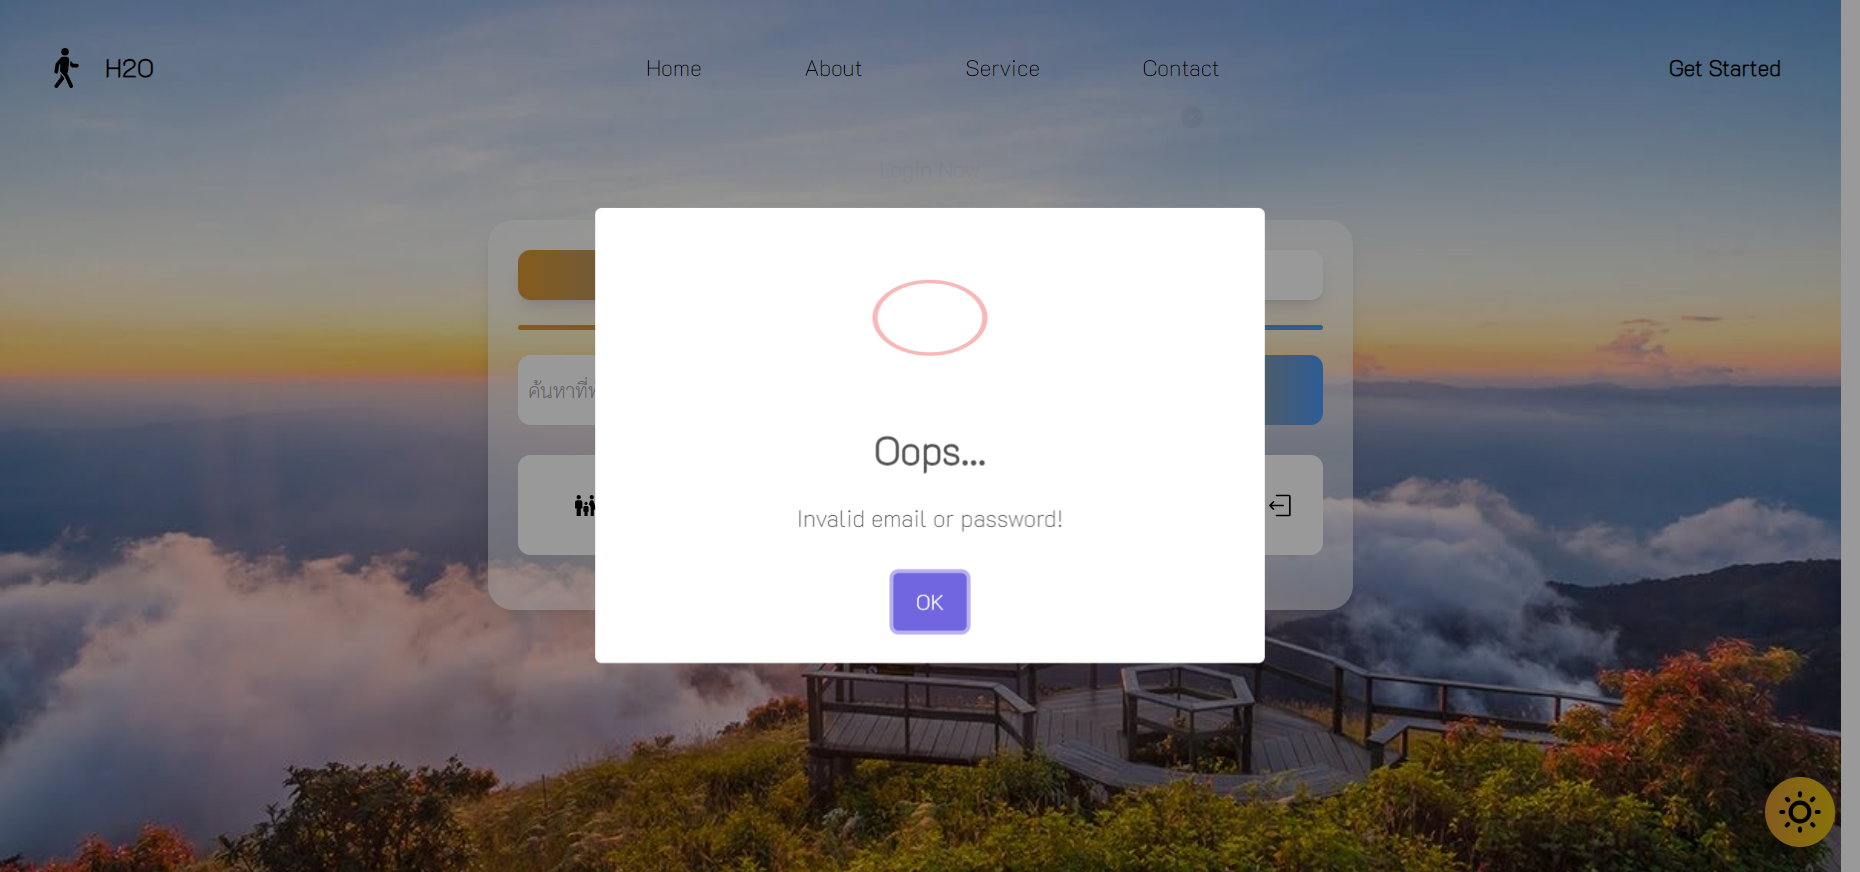 H2O
Home
About
Service
Contact
Get Started
Login Now
ค้นหาที่
Oops...
Invalid email or password!
OK